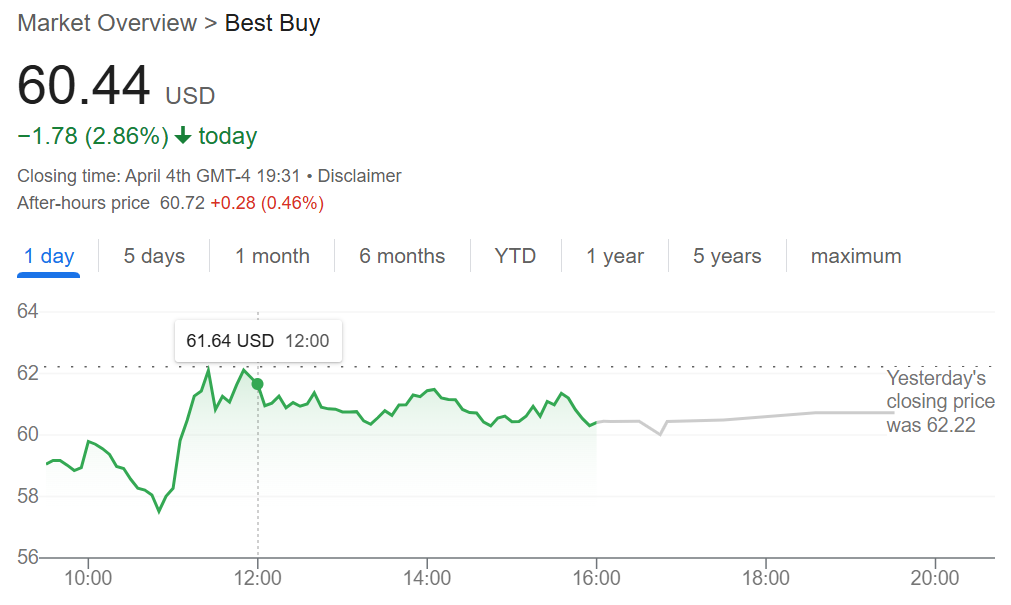 Market Overview > Best Buy
60.44 USD
−1.78 (2.86%) ↓ today
Closing time: April 4th GMT-4 19:31 • Disclaimer
After-hours price 60.72 +0.28 (0.46%)
1 day 5 days 1 month 6 months YTD 1 year 5 years maximum
64
61.64 USD 12:00
62
Yesterday's
closing price
was 62.22
60
58
56
10:00 12:00 14:00 16:00 18:00 20:00